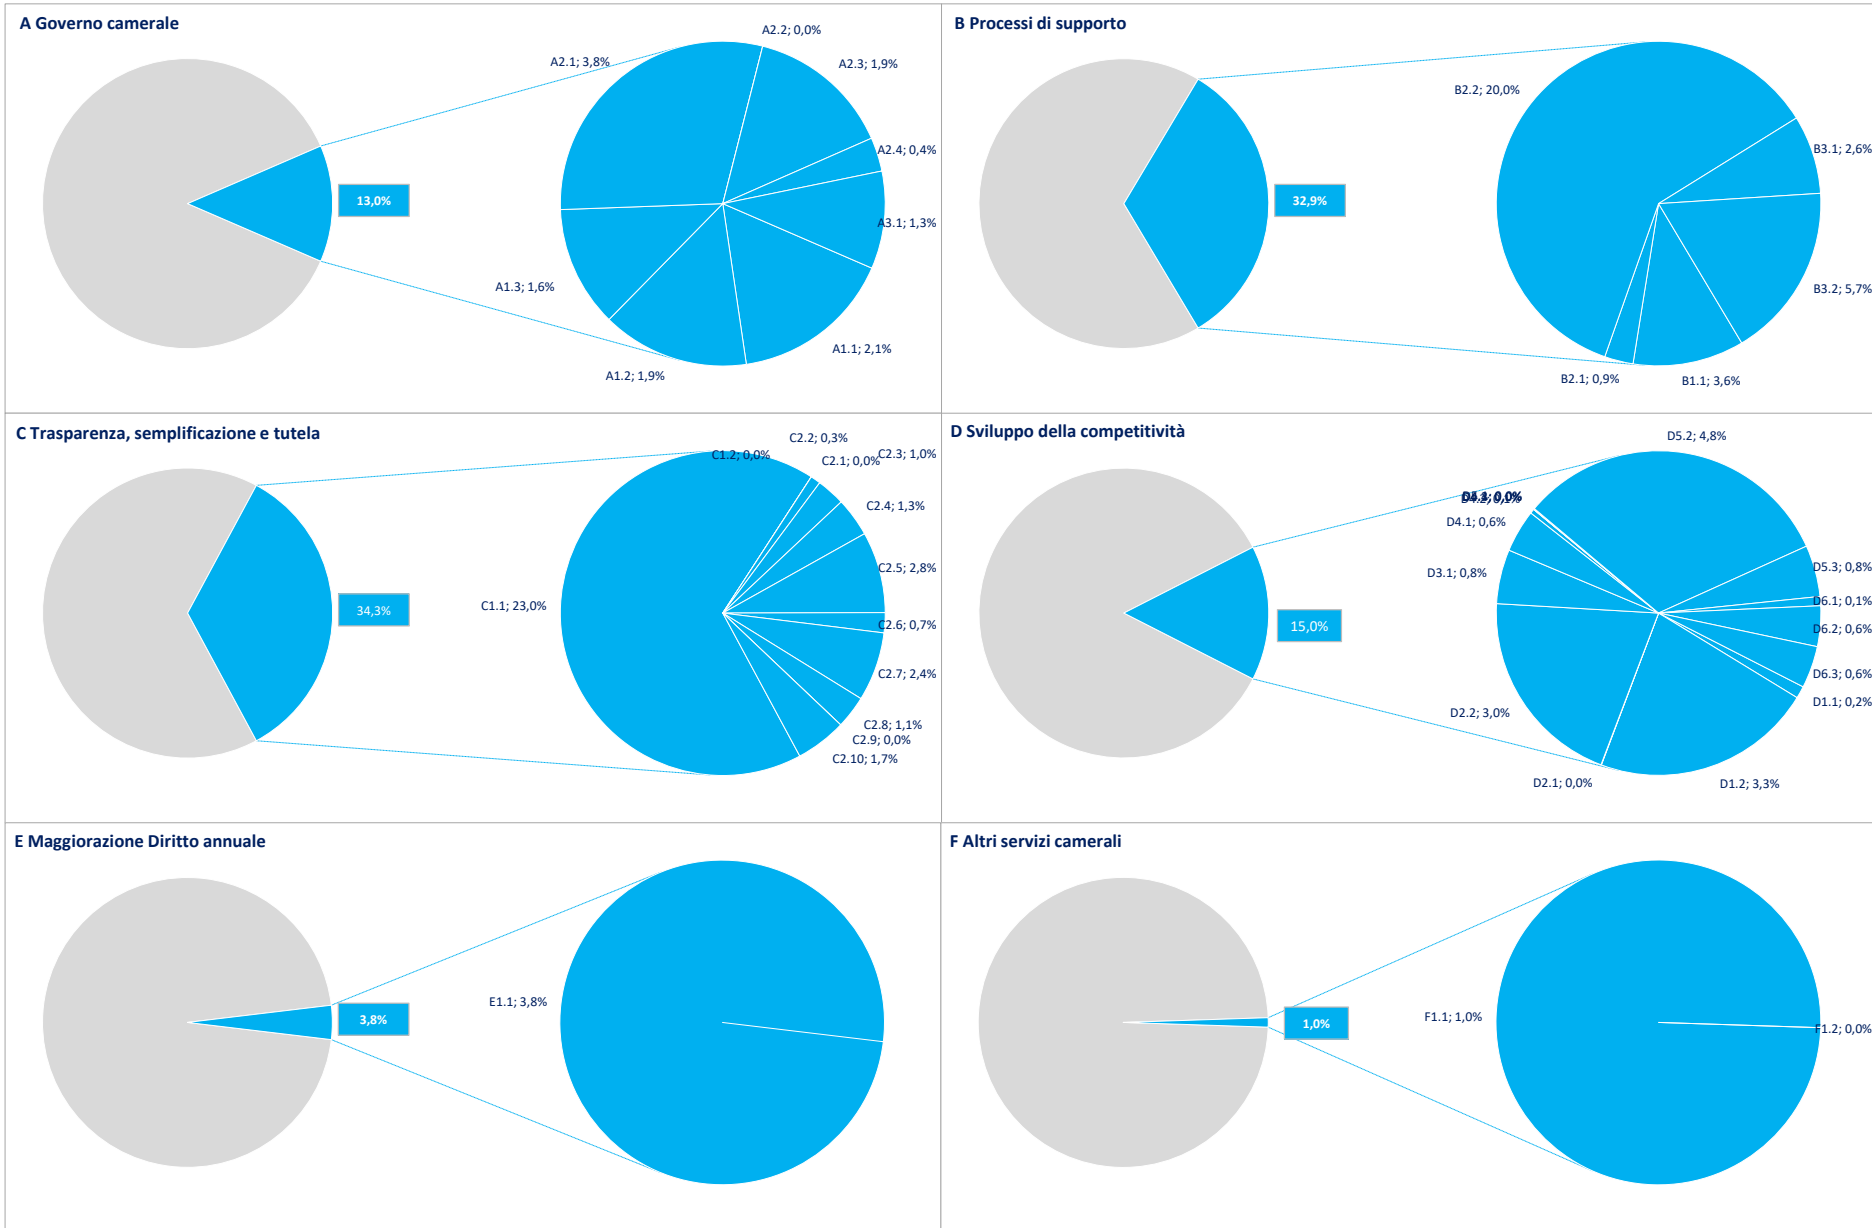 A Governo camerale
A2.2; 0,0%
A2.1; 3,8%
A2.3; 1,9%
A2.4; 0,4%
13,0%
A3.1; 1,3%
A1.3; 1,6%
A1.1; 2,1%
A1.2; 1,9%
B Processi di supporto
B2.2; 20,0%
B3.1; 2,6%
32,9%
B3.2; 5,7%
B2.1; 0,9%
B1.1; 3,6%
C Trasparenza, semplificazione e tutela
C2.2; 0,3%
C1.2; 0,0%
C2.1; 0,0%
C2.3; 1,0%
C2.4; 1,3%
C2.5; 2,8%
C1.1; 23,0%
34,3%
C2.6; 0,7%
C2.7; 2,4%
C2.8; 1,1%
C2.9; 0,0%
C2.10; 1,7%
D Sviluppo della competitività
D5.2; 4,8%
D4.1; 0,6%
D3.1; 0,8%
D5.3; 0,8%
D6.1; 0,1%
15,0%
D6.2; 0,6%
D6.3; 0,6%
D1.1; 0,2%
D2.2; 3,0%
D2.1; 0,0%
D1.2; 3,3%
E Maggiorazione Diritto annuale
E1.1; 3,8%
3,8%
F Altri servizi camerali
F1.1; 1,0%
1,0%
F1.2; 0,0%